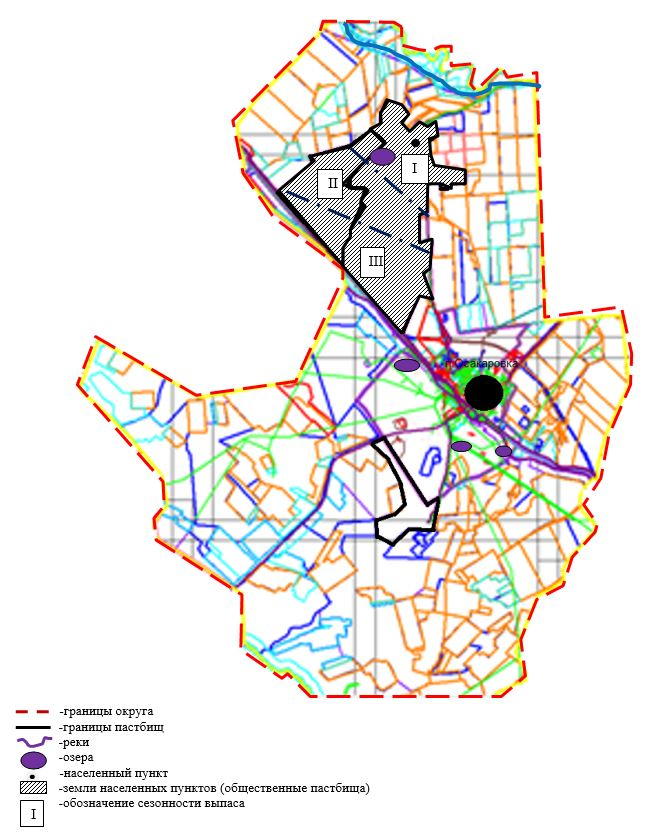 I
II
III
п.Осакаровка
-границы округа
-границы пастбищ
-реки
-озера
-населенный пункт
-земли населенных пунктов (общественные пастбища)
-обозначение сезонности выпаса
I